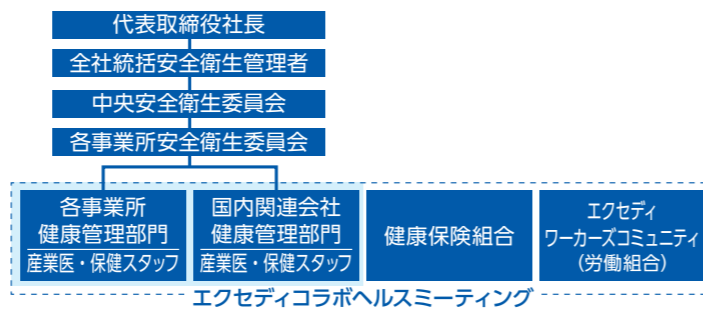 代表取締役社長
全社統括安全衛生管理者
中央安全衛生委員会
各事業所安全衛生委員会
各事業所
健康管理部門
産業医・保健スタッフ
国内関連会社
健康管理部門
産業医・保健スタッフ
健康保険組合
エクセディ
ワーカーズコミュニティ
(労働組合)
エクセディコラボヘルスミーティング